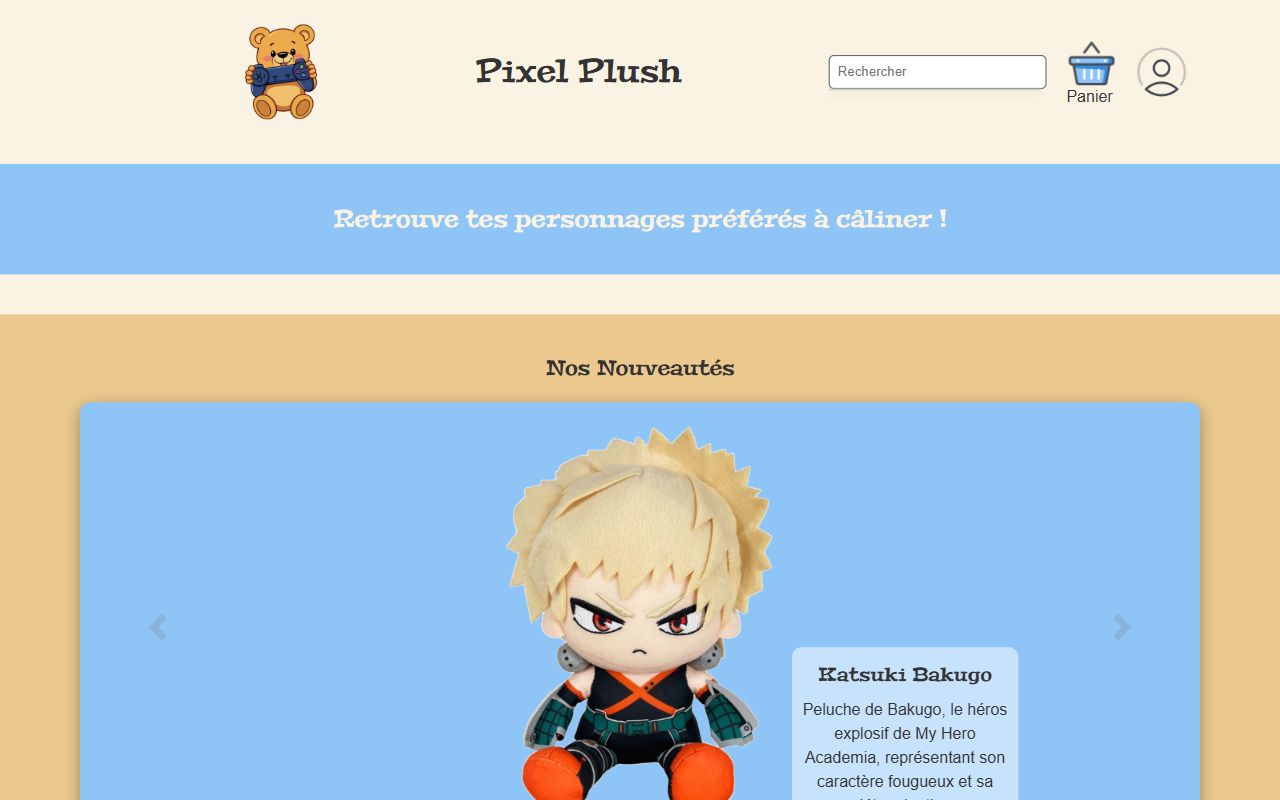 Pixel Plush
Rechercher
Panier
Retrouve tes personnages préférés à câliner !
Nos Nouveautés
Katsuki Bakugo
Peluche de Bakugo, le héros
explosif de My Hero
Academia, représentant son
caractère fougueux et sa